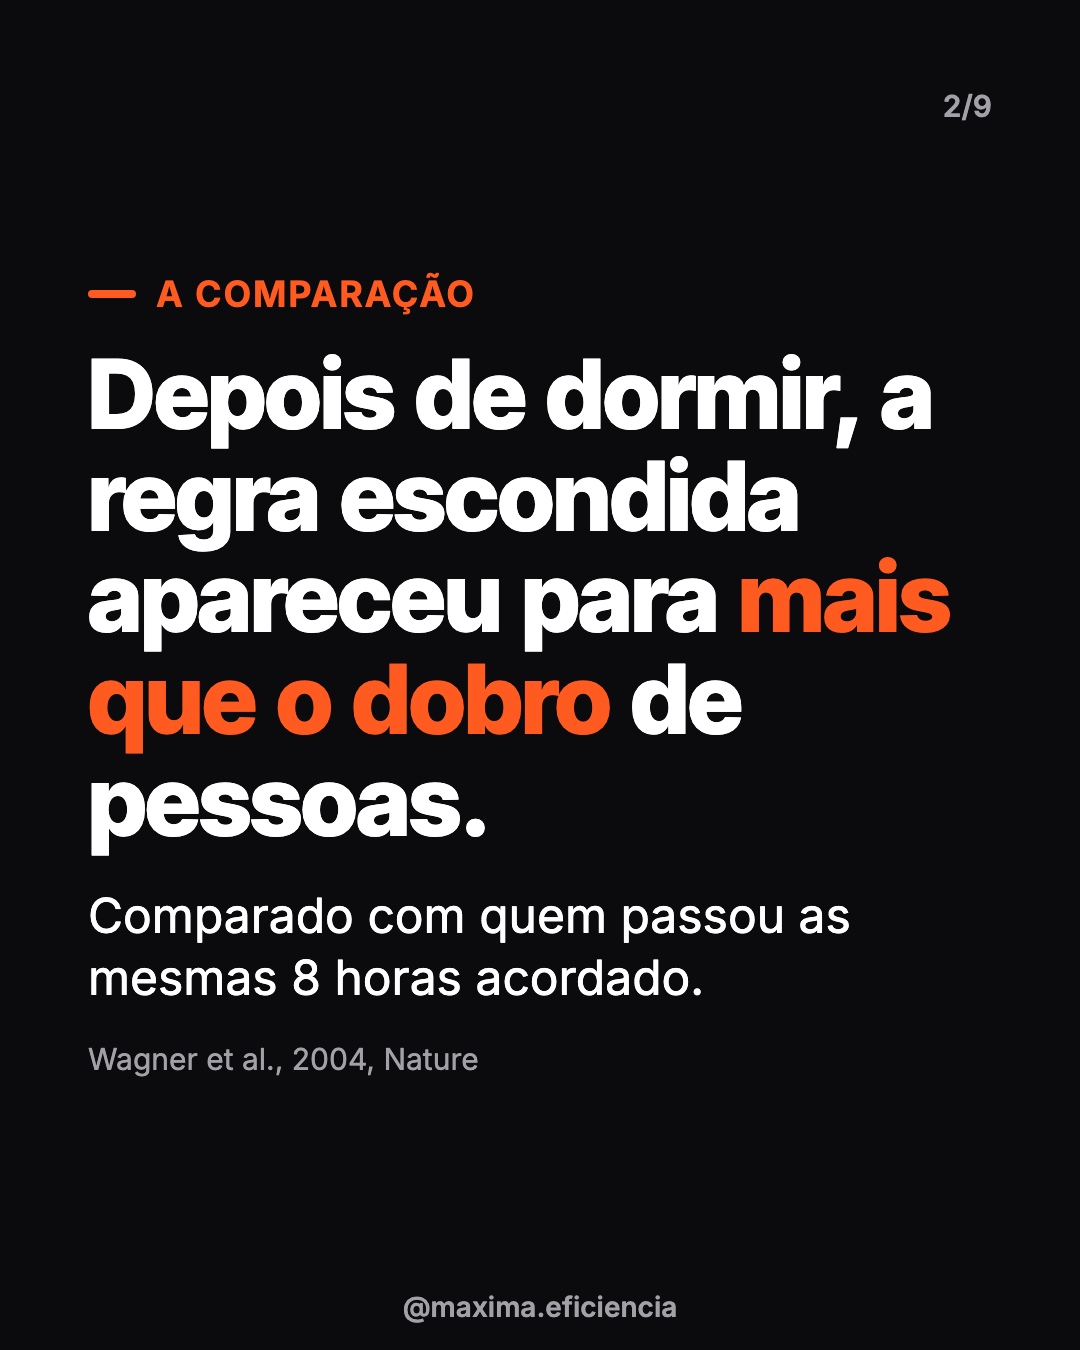 2/9
A COMPARAÇÃO
Depois de dormir, a
regra escondida
apareceu para mais
que o dobro de
pessoas.
Comparado com quem passou as
mesmas 8 horas acordado.
Wagner et al., 2004, Nature
@maxima.eficiencia